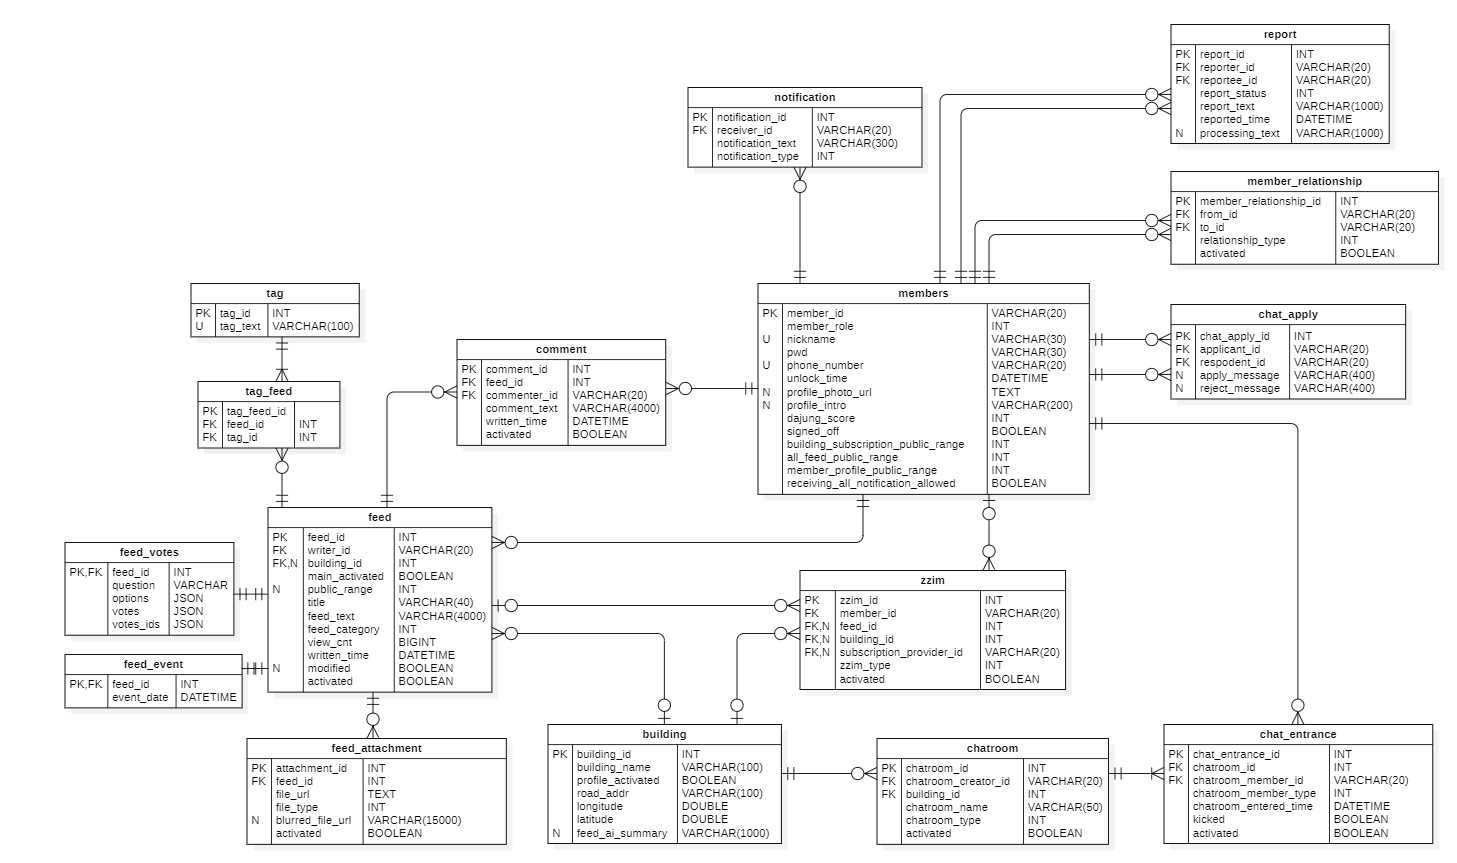 report
PK report_id INT
FK reporter_id VARCHAR(20)
FK reportee_id VARCHAR(20)
report_status INT
report_text VARCHAR(1000)
reported_time DATETIME
N processing_text VARCHAR(1000)
notification
PK notification_id INT
FK receiver_id VARCHAR(20)
notification_text VARCHAR(300)
notification_type INT
member_relationship
PK member_relationship_id INT
FK from_id VARCHAR(20)
FK to_id VARCHAR(20)
relationship_type INT
activated BOOLEAN
tag
PK tag_id INT
U tag_text VARCHAR(100)
members
PK member_id VARCHAR(20)
member_role INT
U nickname VARCHAR(30)
pwd VARCHAR(30)
U phone_number VARCHAR(20)
unlock_time DATETIME
N profile_photo_url TEXT
N profile_intro VARCHAR(200)
dajung_score INT
signed_off BOOLEAN
building_subscription_public_range INT
all_feed_public_range INT
member_profile_public_range INT
receiving_all_notification_allowed BOOLEAN
chat_apply
PK chat_apply_id INT
FK applicant_id VARCHAR(20)
FK respodent_id VARCHAR(20)
N apply_message VARCHAR(400)
N reject_message VARCHAR(400)
comment
PK comment_id INT
FK feed_id INT
FK commenter_id VARCHAR(20)
comment_text VARCHAR(4000)
written_time DATETIME
activated BOOLEAN
tag_feed
PK tag_feed_id
FK feed_id INT
FK tag_id INT
feed
PK feed_id INT
FK writer_id VARCHAR(20)
FK,N building_id INT
main_activated BOOLEAN
N public_range INT
title VARCHAR(40)
feed_text VARCHAR(4000)
feed_category INT
view_cnt BIGINT
written_time DATETIME
N modified BOOLEAN
activated BOOLEAN
feed_votes
PK,FK feed_id INT
question VARCHAR
options JSON
votes JSON
votes_ids JSON
zzim
PK zzim_id INT
FK member_id VARCHAR(20)
FK,N feed_id INT
FK,N building_id INT
FK,N subscription_provider_id VARCHAR(20)
zzim_type INT
activated BOOLEAN
feed_event
PK,FK feed_id INT
event_date DATETIME
feed_attachment
PK attachment_id INT
FK feed_id INT
file_url TEXT
file_type INT
N blurred_file_url VARCHAR(15000)
activated BOOLEAN
building
PK building_id INT
building_name VARCHAR(100)
profile_activated BOOLEAN
road_addr VARCHAR(100)
longitude DOUBLE
latitude DOUBLE
N feed_ai_summary VARCHAR(1000)
chatroom
PK chatroom_id INT
FK chatroom_creator_id VARCHAR(20)
FK building_id INT
chatroom_name VARCHAR(50)
chatroom_type INT
activated BOOLEAN
chat_entrance
PK chat_entrance_id INT
FK chatroom_id INT
FK chatroom_member_id VARCHAR(20)
chatroom_member_type INT
chatroom_entered_time DATETIME
kicked BOOLEAN
activated BOOLEAN